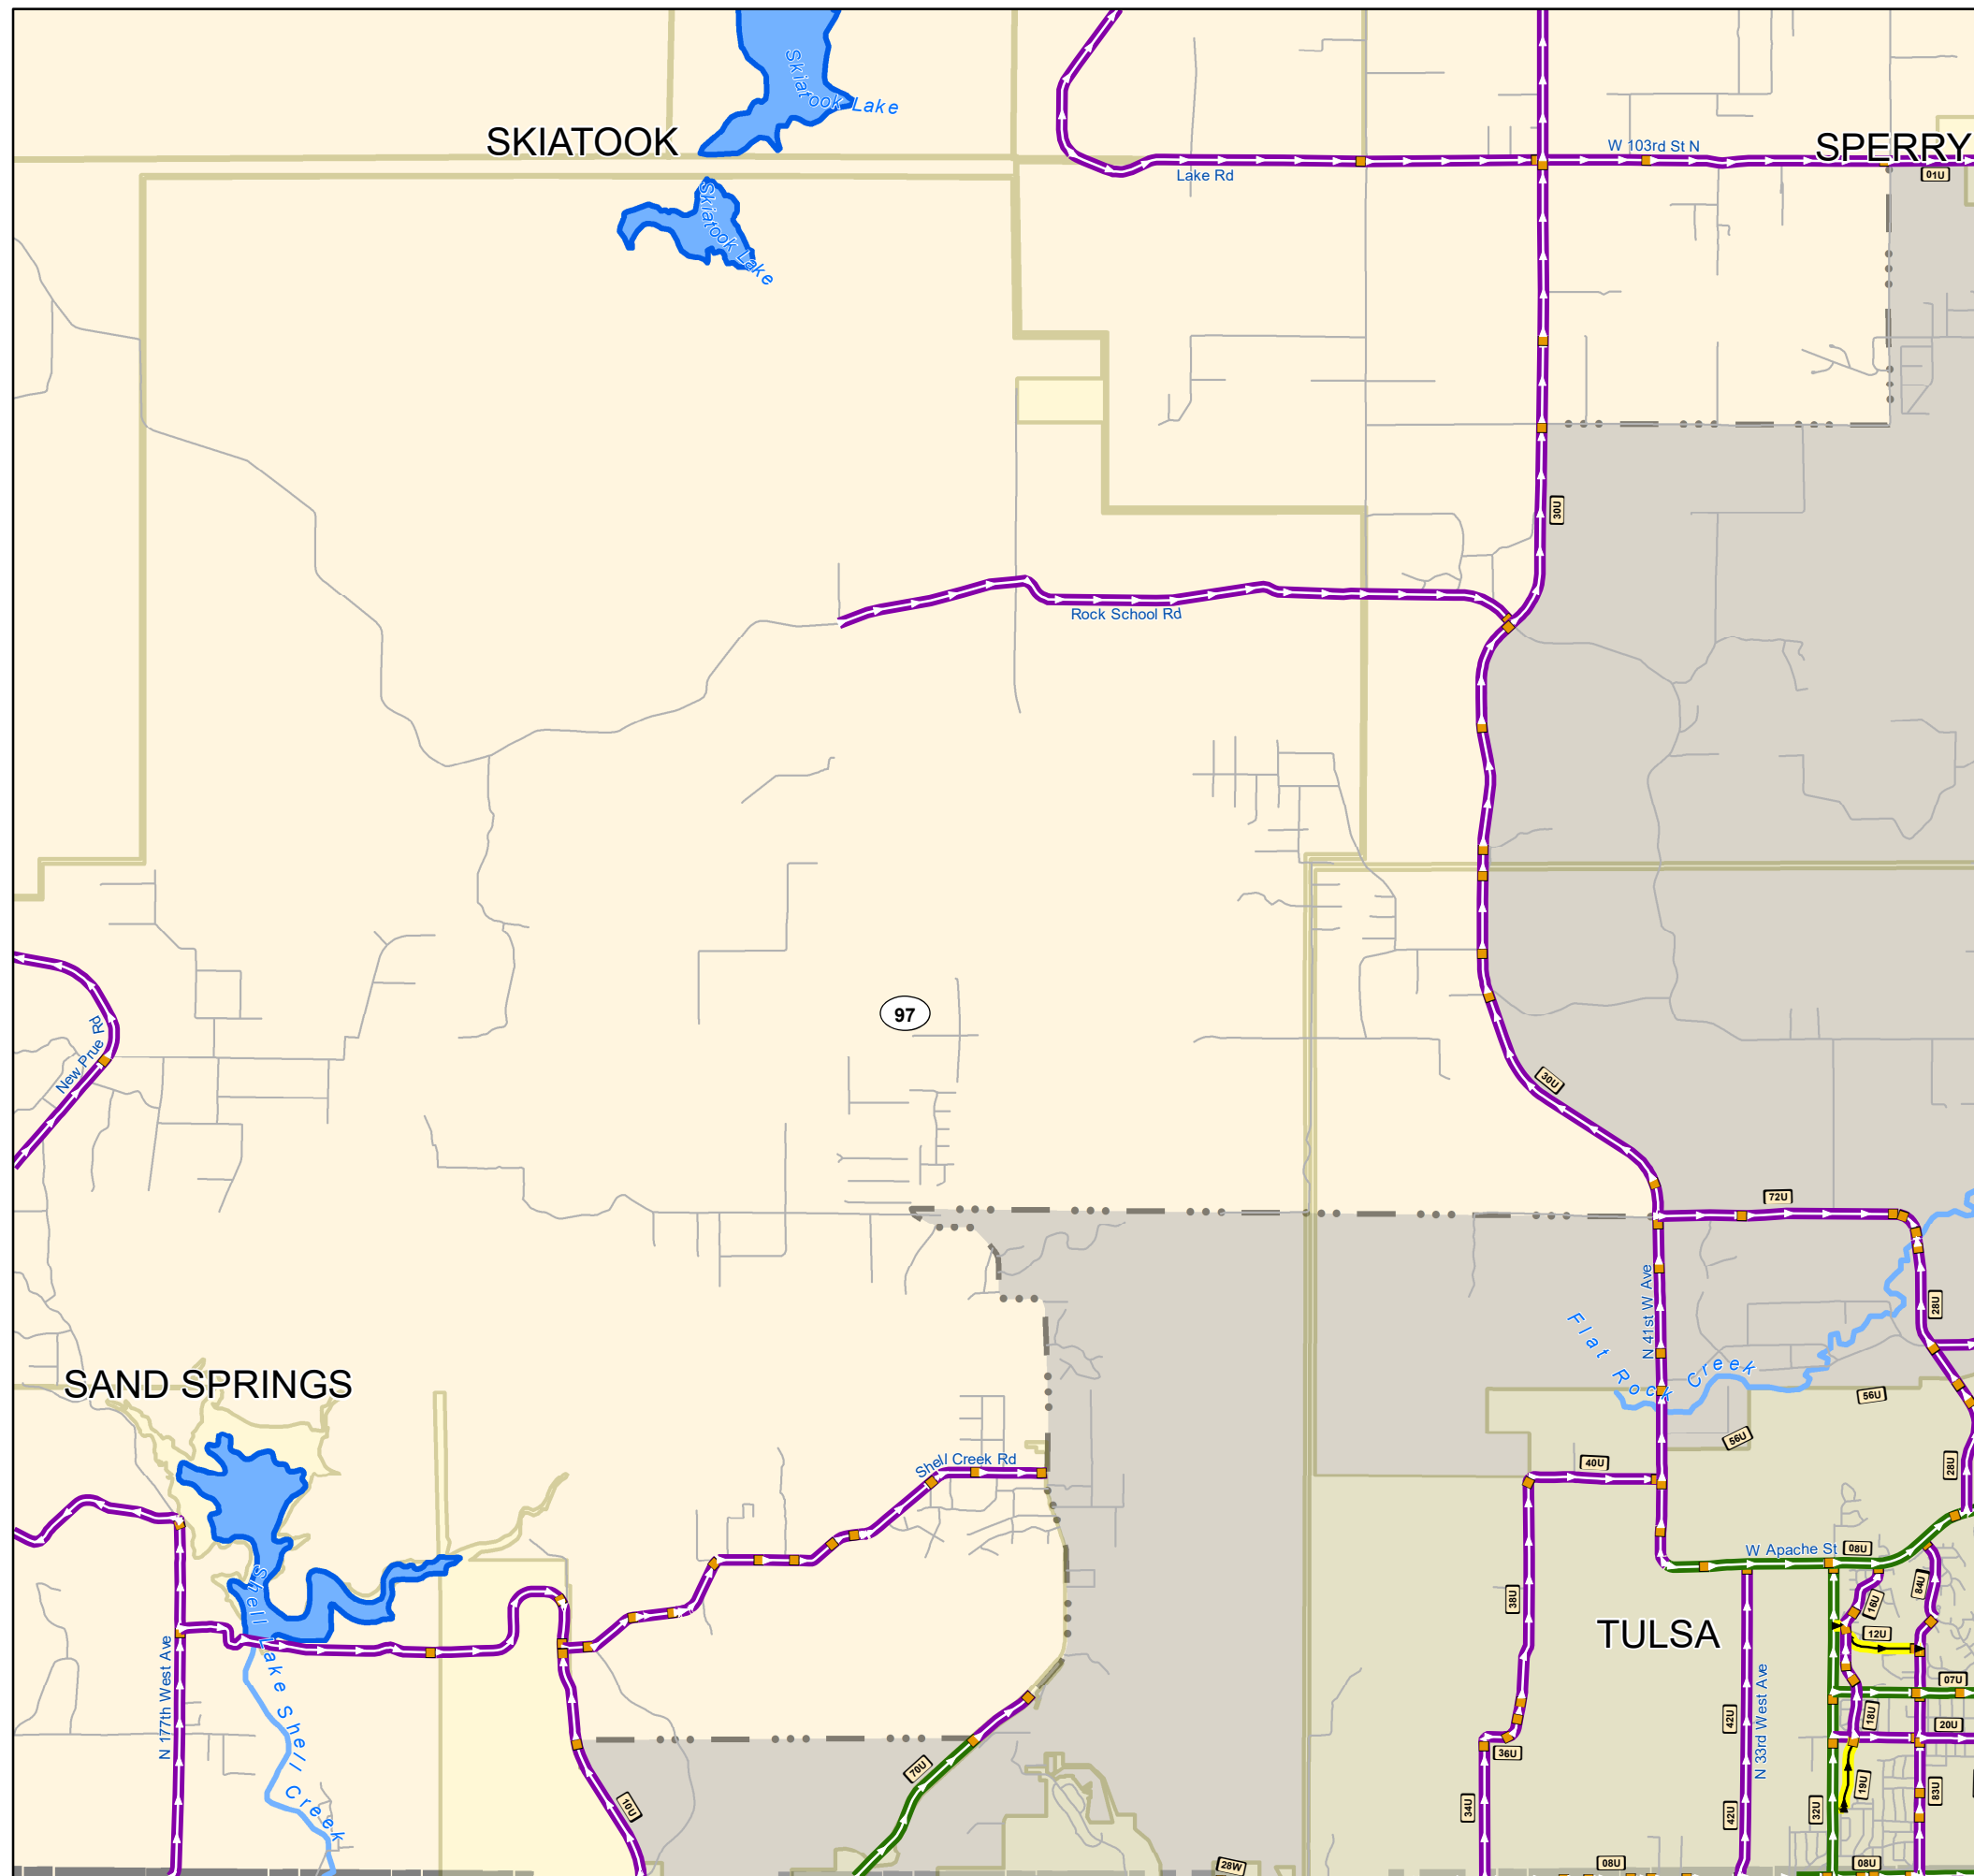 Skiatook Lake
SKIATOOK
W 103rd St N
SPERRY
Lake Rd
01U
Skiatook Lake
30U
Rock School Rd
97
New Prue Rd
30U
72U
28U
N 41st W Ave
Flat Rock Creek
SAND SPRINGS
56U
56U
Shell Creek Rd
40U
28U
W Apache St
08U
Shell Lake
38U
16U
84U
TULSA
12U
N 177th West Ave
N 33rd West Ave
07U
Shell Creek
42U
18U
20U
36U
70U
19U
83U
10U
34U
42U
32U
28W
08U
08U